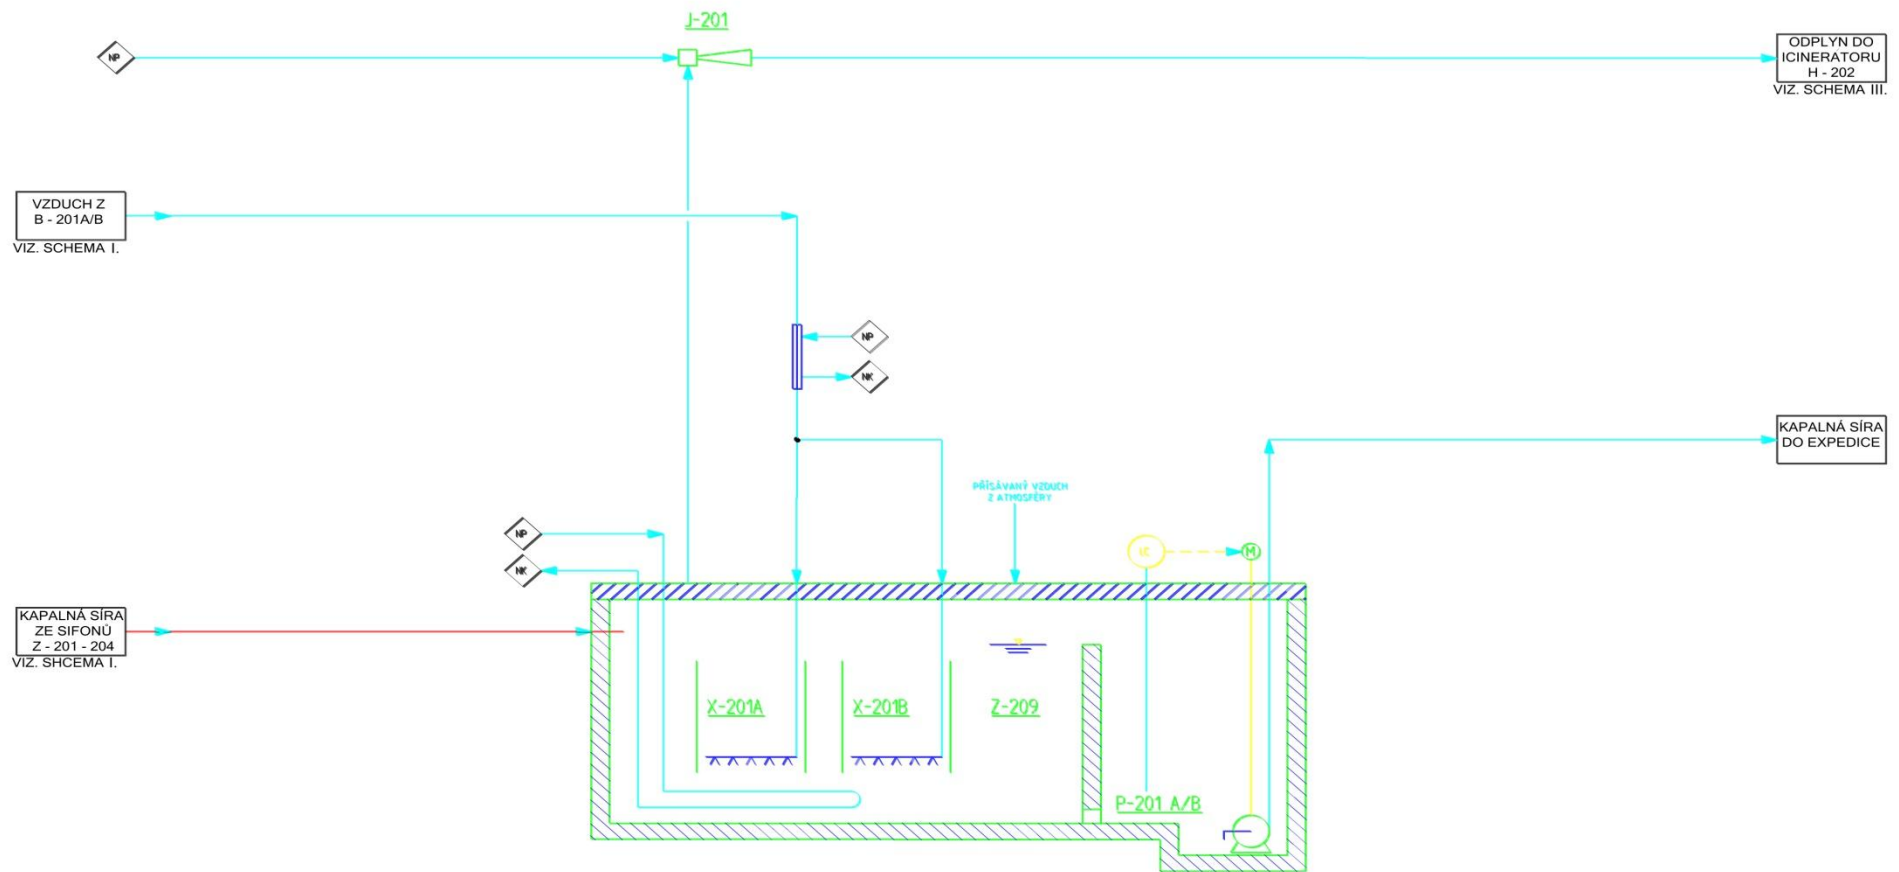 J-201
NP
ODPLYN DO
ICINERATORU
H - 202
VIZ. SCHEMA III.
VZDUCH Z
B - 201A/B
VIZ. SCHEMA I.
NP
NK
KAPALNÁ SÍRA
DO EXPEDICE
PŘISÁVANÝ VZDUCH
Z ATMOSFÉRY
NP
LC
M
NK
KAPALNÁ SÍRA
ZE SIFONŮ
Z - 201 - 204
VIZ. SHCEMA I.
X-201A
X-201B
Z-209
P-201 A/B